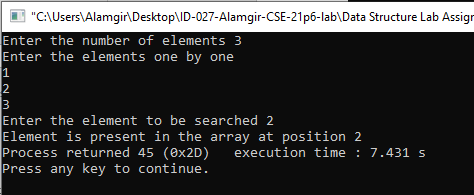 "C:\Users\Alamgir\Desktop\ID-027-Alamgir-CSE-21p6-lab\Data Structure Lab Assign
Enter the number of elements 3
Enter the elements one by one
1
2
3
Enter the element to be searched 2
Element is present in the array at position 2
Process returned 45 (0x2D)   execution time : 7.431 s
Press any key to continue.